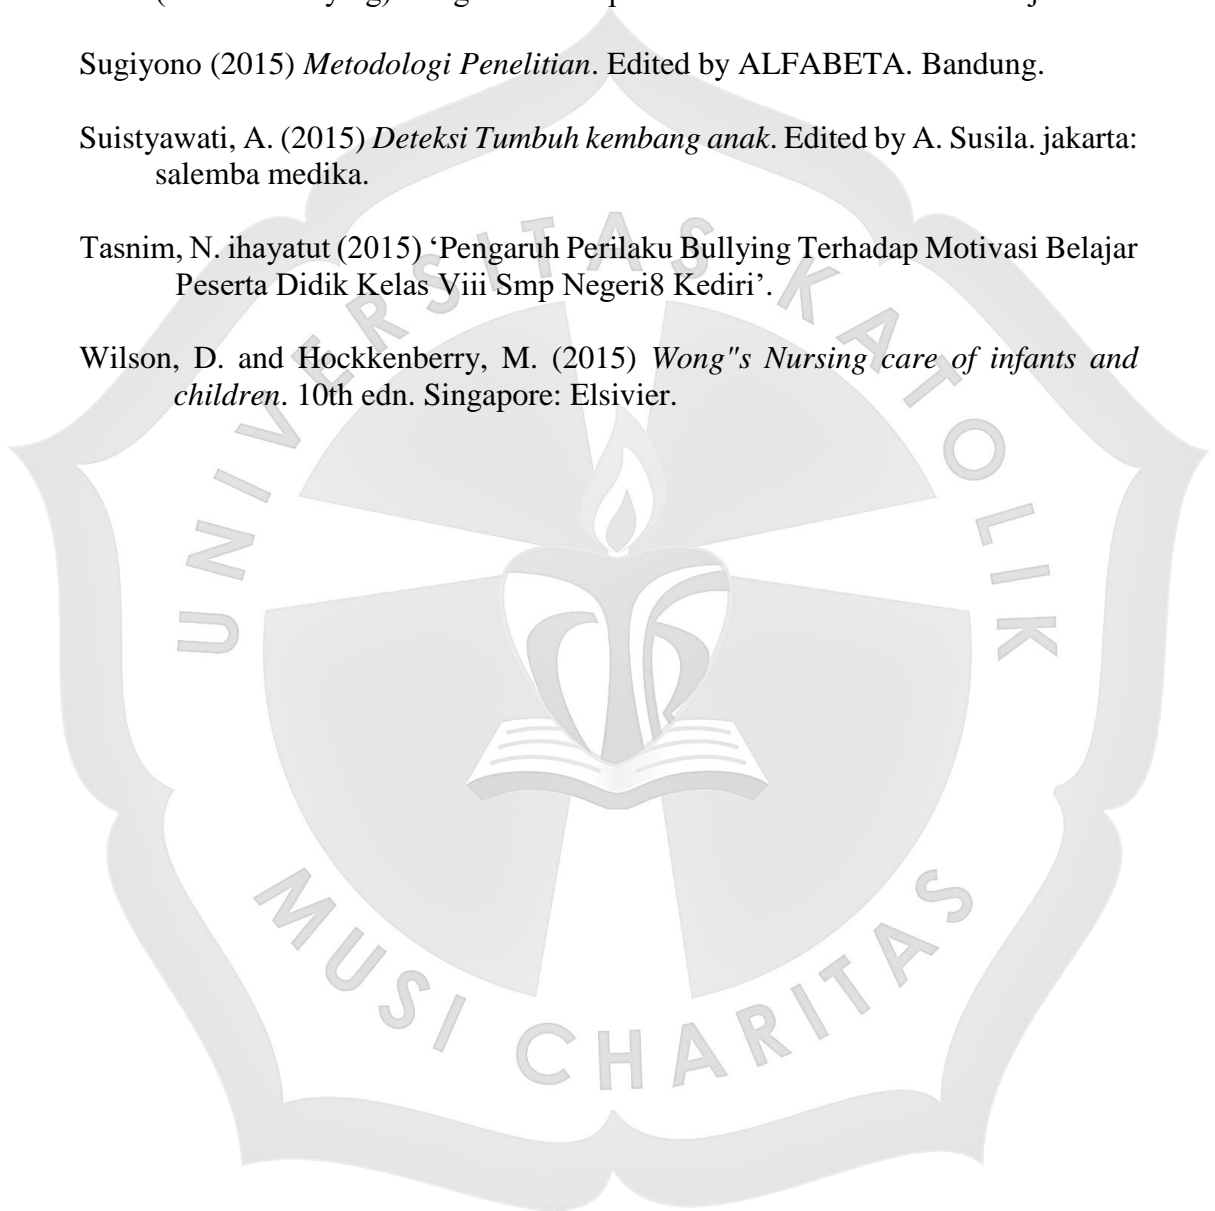 Sugiyono (2015) Metodologi Penelitian. Edited by ALFABETA. Bandung.
Suistyawati, A. (2015) Deteksi Tumbuh kembang anak. Edited by A. Susila. jakarta:
salemba medika.
Tasnim, N. ihayatut (2015) ‘Pengaruh Perilaku Bullying Terhadap Motivasi Belajar
Peserta Didik Kelas Viii Smp Negeri8 Kediri’.
Wilson, D. and Hockkenberry, M. (2015) Wong"s Nursing care of infants and
children. 10th edn. Singapore: Elsivier.
UNIVERSITAS KATOLIK
MUSI CHARITAS